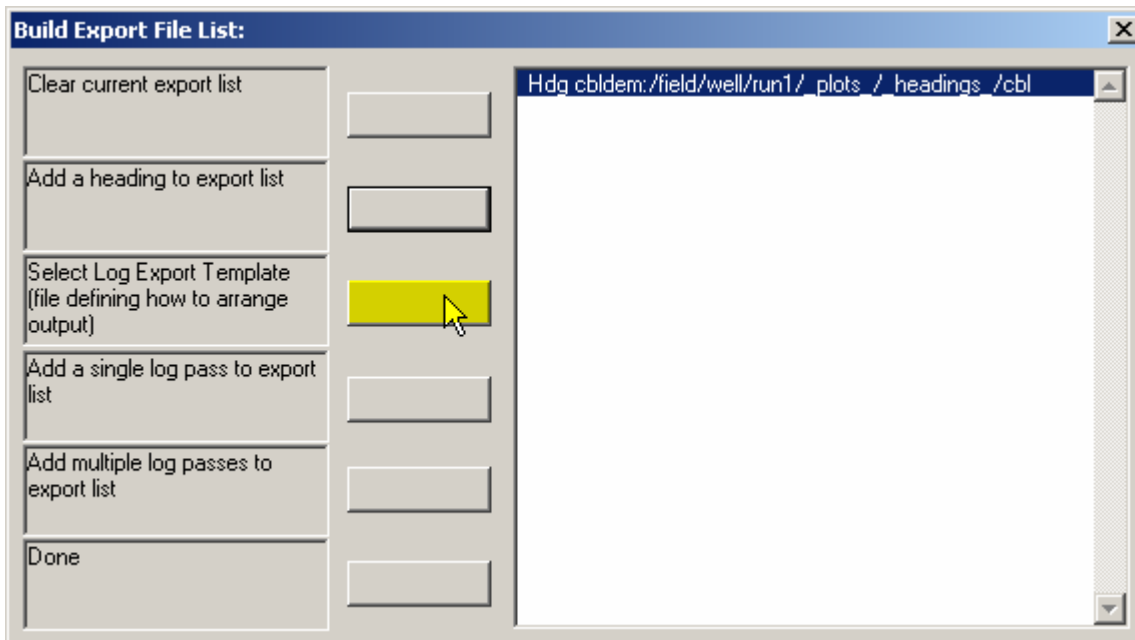 Build Export File List:
Clear current export list
Hdg cbldem:/field/well/run1/_plots_/_headings_/cbl
Add a heading to export list
Select Log Export Template
(file defining how to arrange
output)
Add a single log pass to export
list
Add multiple log passes to
export list
Done